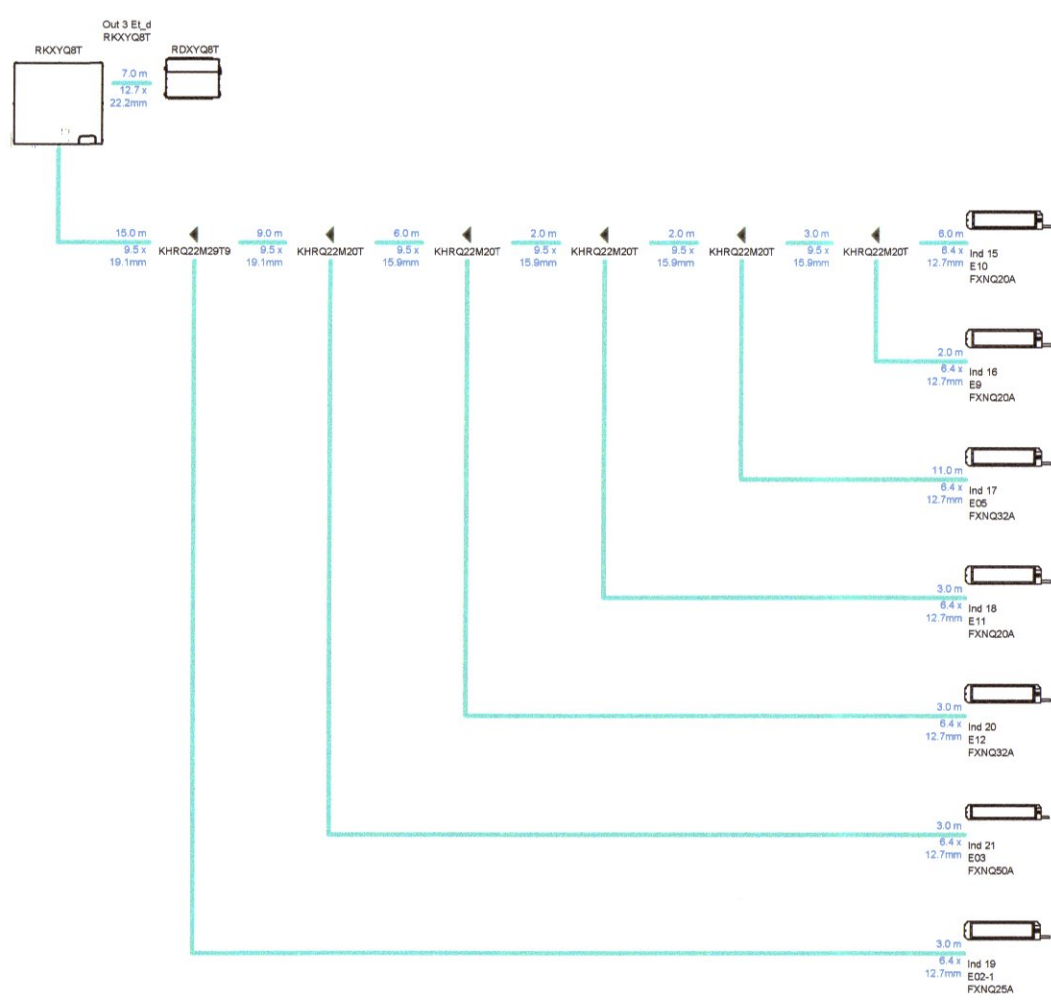 Out 3 Et_d
RKXYQ8T
RKXYQ8T
RDXYQ8T
7.0 m
12.7 x
22.2mm
15.0 m
9.5 x
19.1mm
KHRQ22M29T9
9.0 m
9.5 x
19.1mm
KHRQ22M20T
6.0 m
9.5 x
15.9mm
KHRQ22M20T
2.0 m
9.5 x
15.9mm
KHRQ22M20T
2.0 m
9.5 x
15.9mm
KHRQ22M20T
3.0 m
9.5 x
15.9mm
KHRQ22M20T
6.0 m
6.4 x
12.7mm
Ind 15
E10
FXNQ20A
2.0 m
6.4 x
12.7mm
Ind 16
E9
FXNQ20A
11.0 m
6.4 x
12.7mm
Ind 17
E05
FXNQ32A
3.0 m
6.4 x
12.7mm
Ind 18
E11
FXNQ20A
3.0 m
6.4 x
12.7mm
Ind 20
E12
FXNQ32A
3.0 m
6.4 x
12.7mm
Ind 21
E03
FXNQ50A
3.0 m
6.4 x
12.7mm
Ind 19
E02-1
FXNQ25A